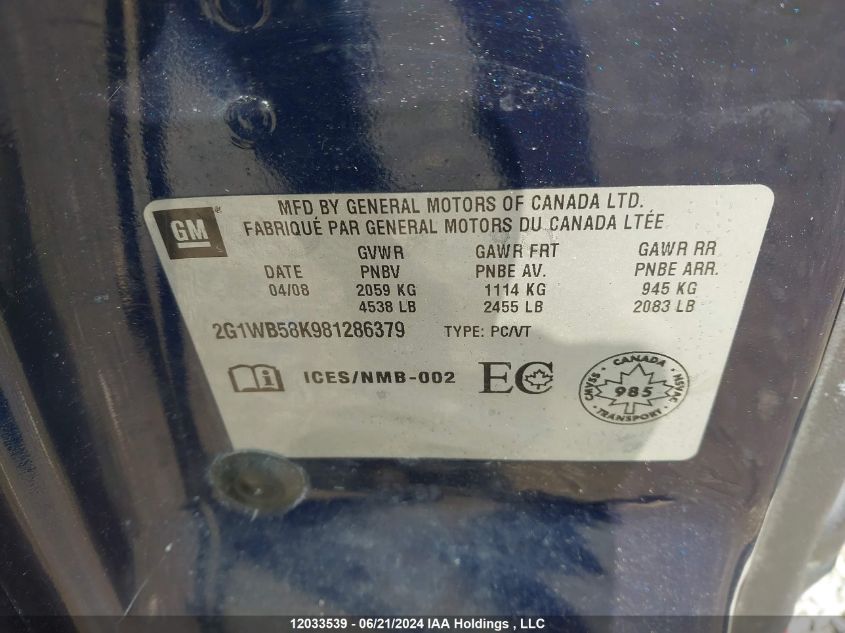 GM
MFD BY GENERAL MOTORS OF CANADA LTD.
FABRIQUÉ PAR GENERAL MOTORS DU CANADA LTÉE
GVWR GAWR FRT GAWR RR
DATE PNBV PNBE AV. PNBE ARR.
04/08 2059 KG 1114 KG 945 KG
4538 LB 2455 LB 2083 LB
2G1WB58K981286379 TYPE: PC/VT
ICES/NMB-002 EC
CANADA
CMVSS 985 NSVAC
TRANSPORT
12033539 - 06/21/2024 IAA Holdings , LLC